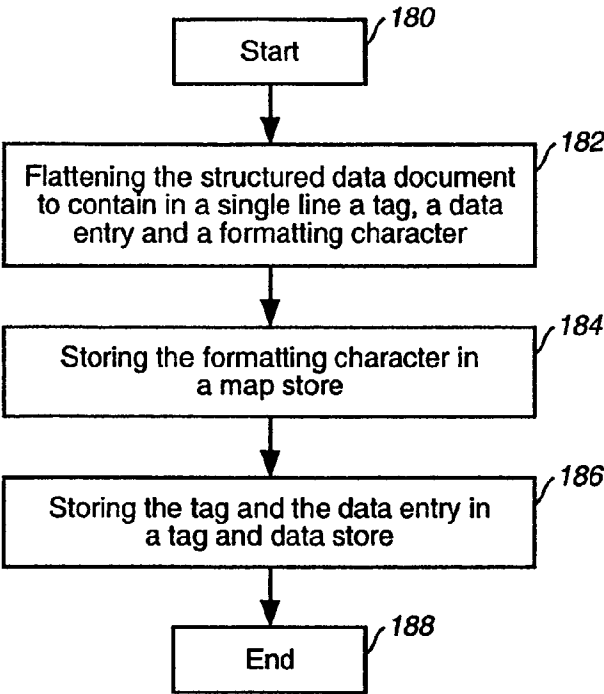 180
Start
182
Flattening the structured data document
to contain in a single line a tag, a data
entry and a formatting character
184
Storing the formatting character in
a map store
186
Storing the tag and the data entry in
a tag and data store
188
End